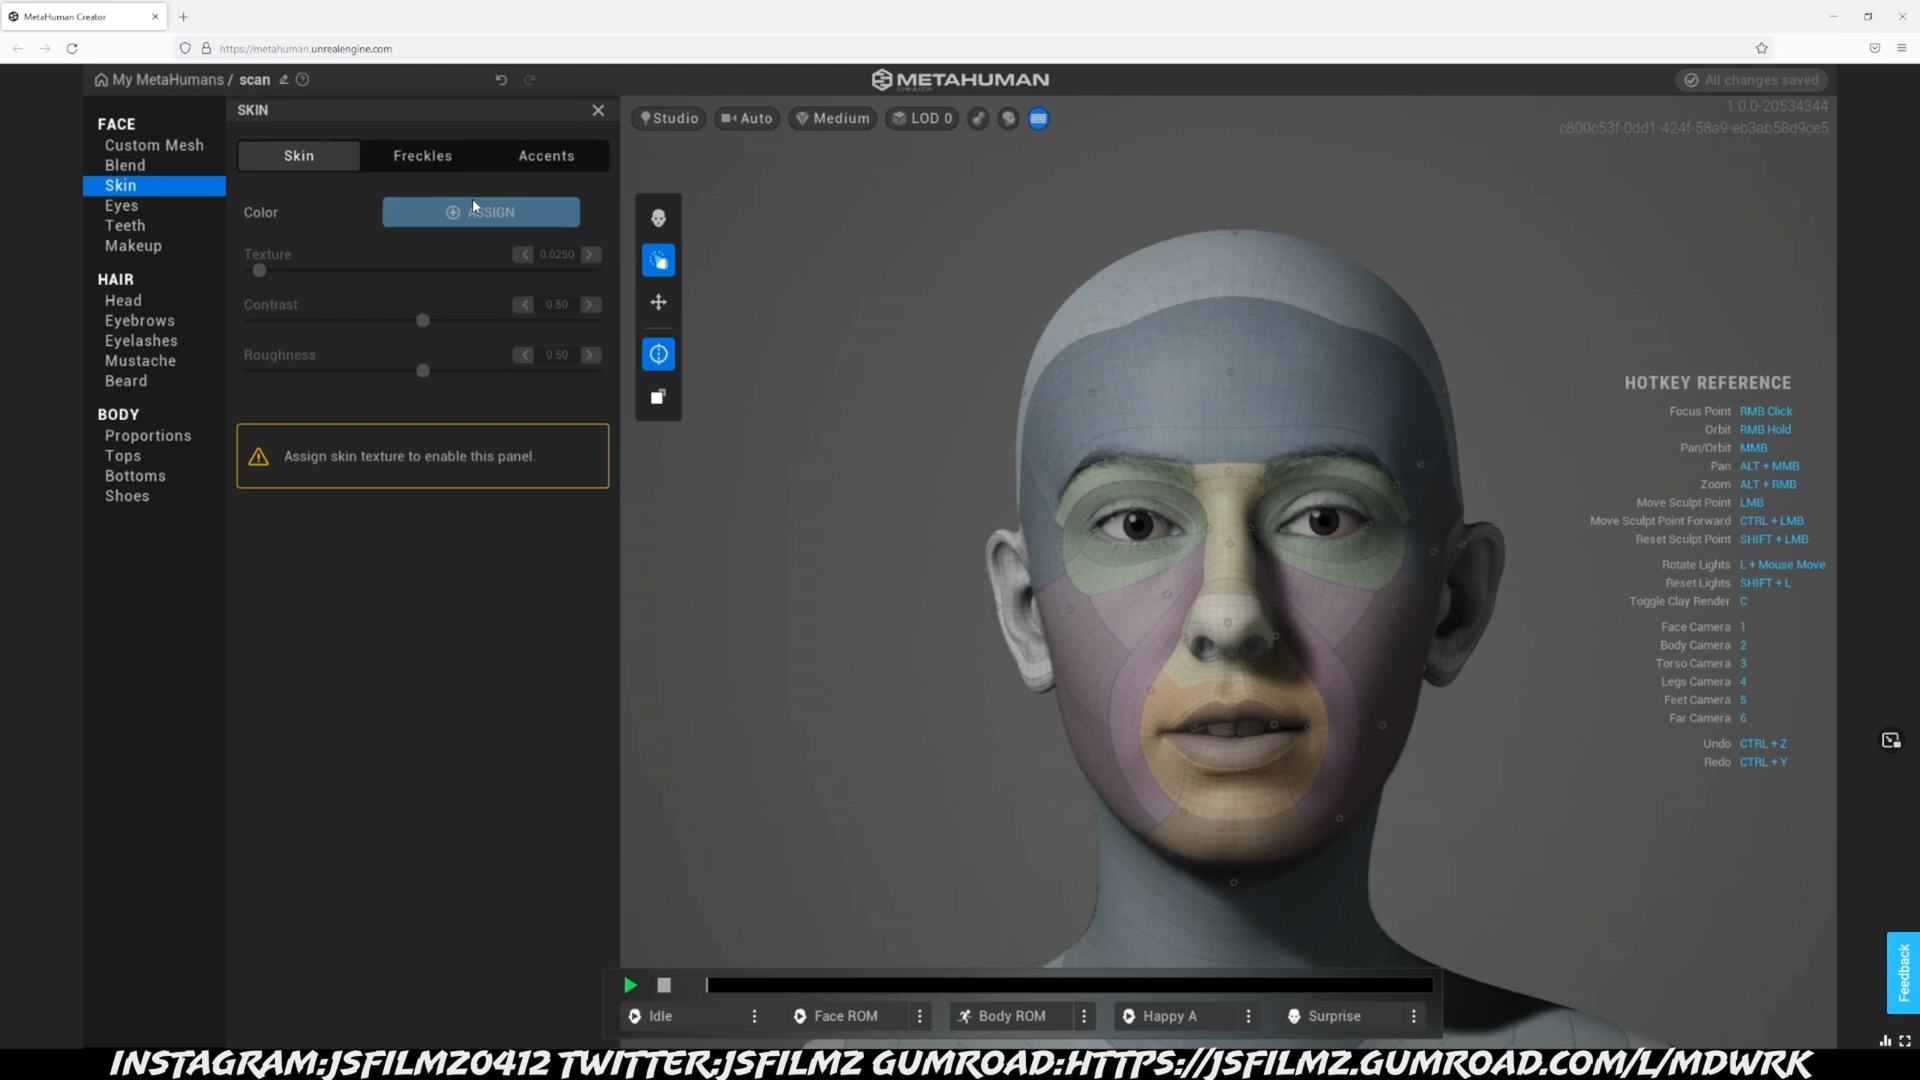 MetaHuman Creator
https://metahuman.unrealengine.com
My MetaHumans / scan
METAHUMAN
CREATOR
All changes saved
1.0.0-20534344
c800c53f-0dd1-424f-58a9-eb3ab58d9ce5
FACE
Custom Mesh
Blend
Skin
Eyes
Teeth
Makeup
HAIR
Head
Eyebrows
Eyelashes
Mustache
Beard
BODY
Proportions
Tops
Bottoms
Shoes
SKIN
Skin Freckles Accents
Color ASSIGN
Texture 0.0250
Contrast 0.50
Roughness 0.50
Assign skin texture to enable this panel.
Studio Auto Medium LOD 0
HOTKEY REFERENCE
Focus Point RMB Click
Orbit RMB Hold
Pan/Orbit MMB
Pan ALT + MMB
Zoom ALT + RMB
Move Sculpt Point LMB
Move Sculpt Point Forward CTRL + LMB
Reset Sculpt Point SHIFT + LMB
Rotate Lights L + Mouse Move
Reset Lights SHIFT + L
Toggle Clay Render C
Face Camera 1
Body Camera 2
Torso Camera 3
Legs Camera 4
Feet Camera 5
Far Camera 6
Undo CTRL + Z
Redo CTRL + Y
Feedback
Idle Face ROM Body ROM Happy A Surprise
INSTAGRAM:JSFILMZ0412 TWITTER:JSFILMZ GUMROAD:HTTPS://JSFILMZ.GUMROAD.COM/L/MDWRK